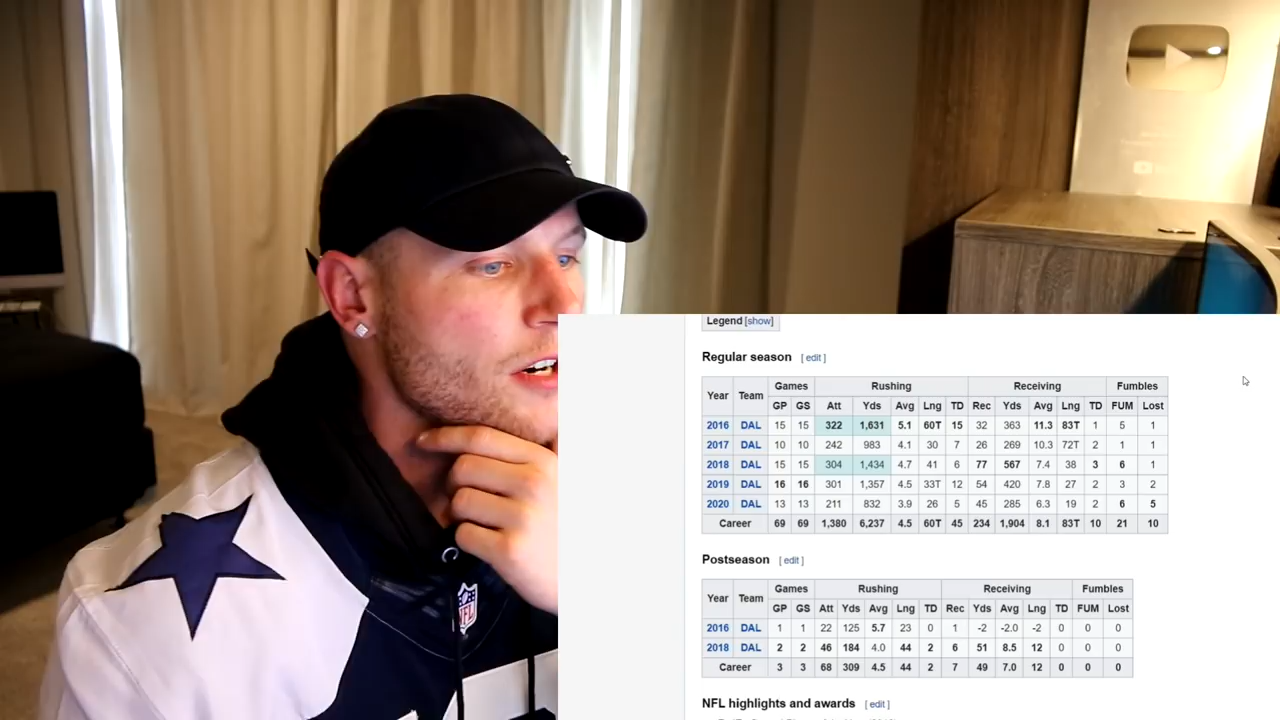 Legend [show]
Regular season [ edit ]
Year Team Games Rushing Receiving Fumbles
GP GS Att Yds Avg Lng TD Rec Yds Avg Lng TD FUM Lost
2016 DAL 15 15 322 1,631 5.1 60T 15 32 363 11.3 83T 1 5 1
2017 DAL 10 10 242 983 4.1 30 7 26 269 10.3 72T 2 1 1
2018 DAL 15 15 304 1,434 4.7 41 6 77 567 7.4 38 3 6 1
2019 DAL 16 16 301 1,357 4.5 33T 12 54 420 7.8 27 2 3 2
2020 DAL 13 13 211 832 3.9 26 5 45 285 6.3 19 2 6 5
Career 69 69 1,380 6,237 4.5 60T 45 234 1,904 8.1 83T 10 21 10
Postseason [ edit ]
Year Team Games Rushing Receiving Fumbles
GP GS Att Yds Avg Lng TD Rec Yds Avg Lng TD FUM Lost
2016 DAL 1 1 22 125 5.7 23 0 1 -2 -2.0 -2 0 0 0
2018 DAL 2 2 46 184 4.0 44 2 6 51 8.5 12 0 0 0
Career 3 3 68 309 4.5 44 2 7 49 7.0 12 0 0 0
NFL highlights and awards [ edit ]
NFL